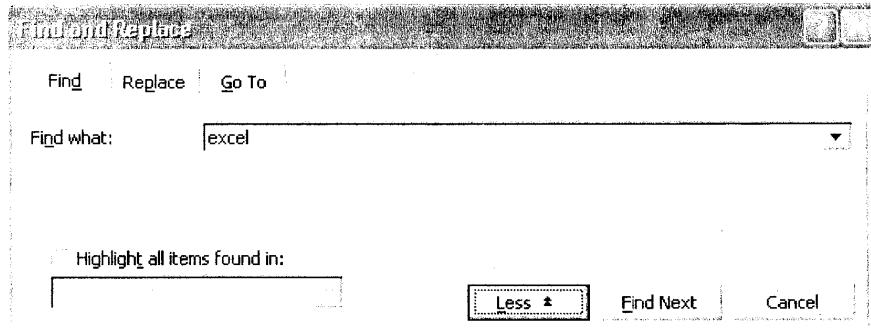 Find and Replace
Find Replace Go To
Find what: excel
Highlight all items found in:
Less Find Next Cancel